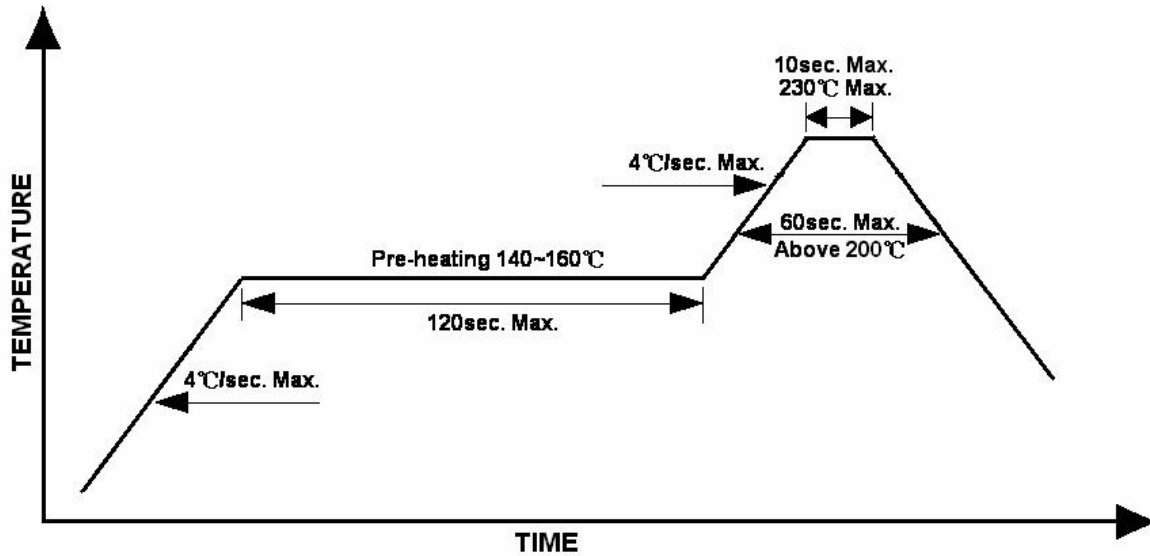 10sec. Max.
230℃ Max.
4℃/sec. Max.
60sec. Max.
Above 200℃
Pre-heating 140~160℃
120sec. Max.
4℃/sec. Max.
TEMPERATURE
TIME